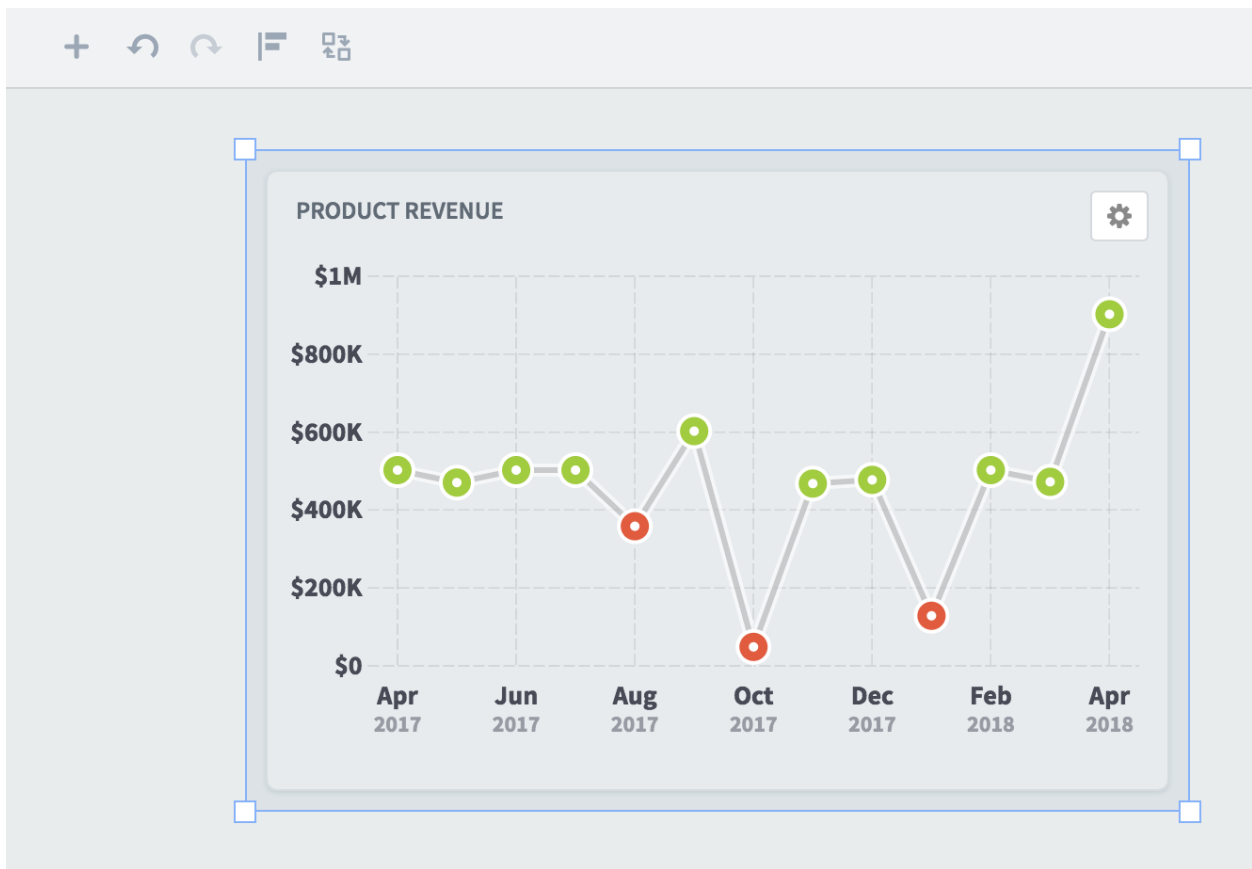 PRODUCT REVENUE
$1M
$800K
$600K
$400K
$200K
$0
Apr Jun Aug Oct Dec Feb Apr
2017 2017 2017 2017 2017 2018 2018